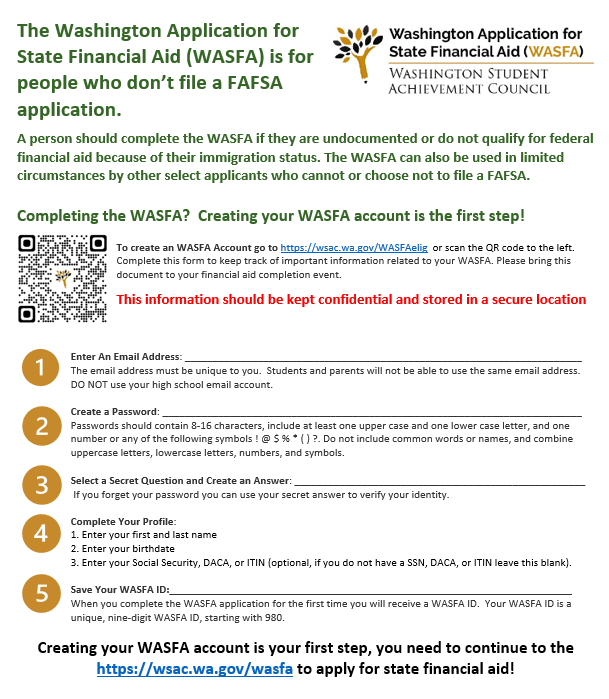 The Washington Application for
State Financial Aid (WASFA) is for
people who don't file a FAFSA
application.
Washington Application for
State Financial Aid (WASFA)
WASHINGTON STUDENT
ACHIEVEMENT COUNCIL
A person should complete the WASFA if they are undocumented or do not qualify for federal
financial aid because of their immigration status. The WASFA can also be used in limited
circumstances by other select applicants who cannot or choose not to file a FAFSA.
Completing the WASFA?  Creating your WASFA account is the first step!
To create an WASFA Account go to https://wsac.wa.gov/WASFAelig or scan the QR code to the left.
Complete this form to keep track of important information related to your WASFA. Please bring this
document to your financial aid completion event.
This information should be kept confidential and stored in a secure location
1
Enter An Email Address: ____
The email address must be unique to you.  Students and parents will not be able to use the same email address.
DO NOT use your high school email account.
2
Create a Password: ____
Passwords should contain 8-16 characters, include at least one upper case and one lower case letter, and one
number or any of the following symbols ! @ $ % * ( ) ?. Do not include common words or names, and combine
uppercase letters, lowercase letters, numbers, and symbols.
3
Select a Secret Question and Create an Answer: ____
If you forget your password you can use your secret answer to verify your identity.
4
Complete Your Profile:
1. Enter your first and last name
2. Enter your birthdate
3. Enter your Social Security, DACA, or ITIN (optional, if you do not have a SSN, DACA, or ITIN leave this blank).
5
Save Your WASFA ID:____
When you complete the WASFA application for the first time you will receive a WASFA ID.  Your WASFA ID is a
unique, nine-digit WASFA ID, starting with 980.
Creating your WASFA account is your first step, you need to continue to the
https://wsac.wa.gov/wasfa to apply for state financial aid!